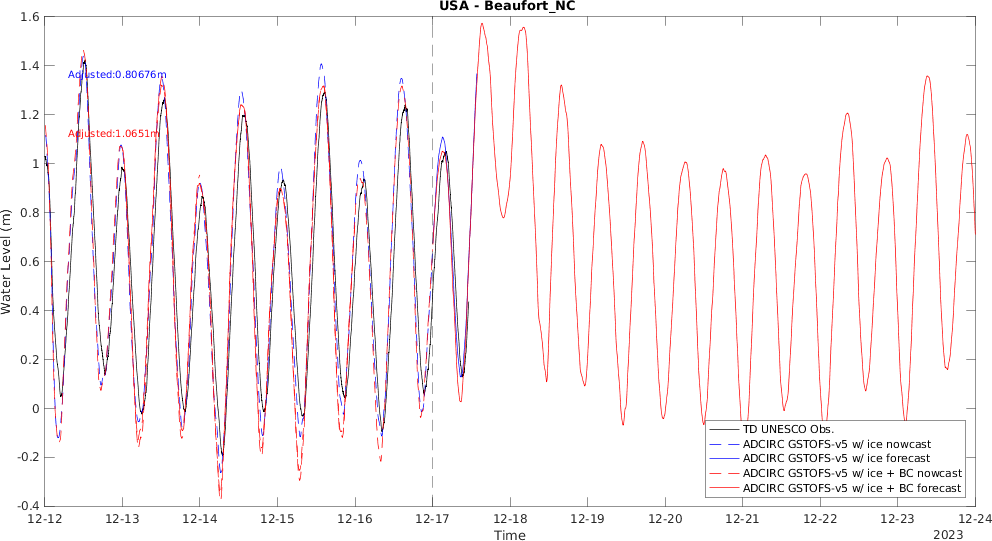 USA - Beaufort_NC
1.6
1.4
1.2
1
0.8
0.6
0.4
0.2
0
-0.2
-0.4
Water Level (m)
Adjusted:0.80676m
Adjusted:1.0651m
TD UNESCO Obs.
ADCIRC GSTOFS-v5 w/ ice nowcast
ADCIRC GSTOFS-v5 w/ ice forecast
ADCIRC GSTOFS-v5 w/ ice + BC nowcast
ADCIRC GSTOFS-v5 w/ ice + BC forecast
12-12 12-13 12-14 12-15 12-16 12-17 12-18 12-19 12-20 12-21 12-22 12-23 12-24
Time
2023